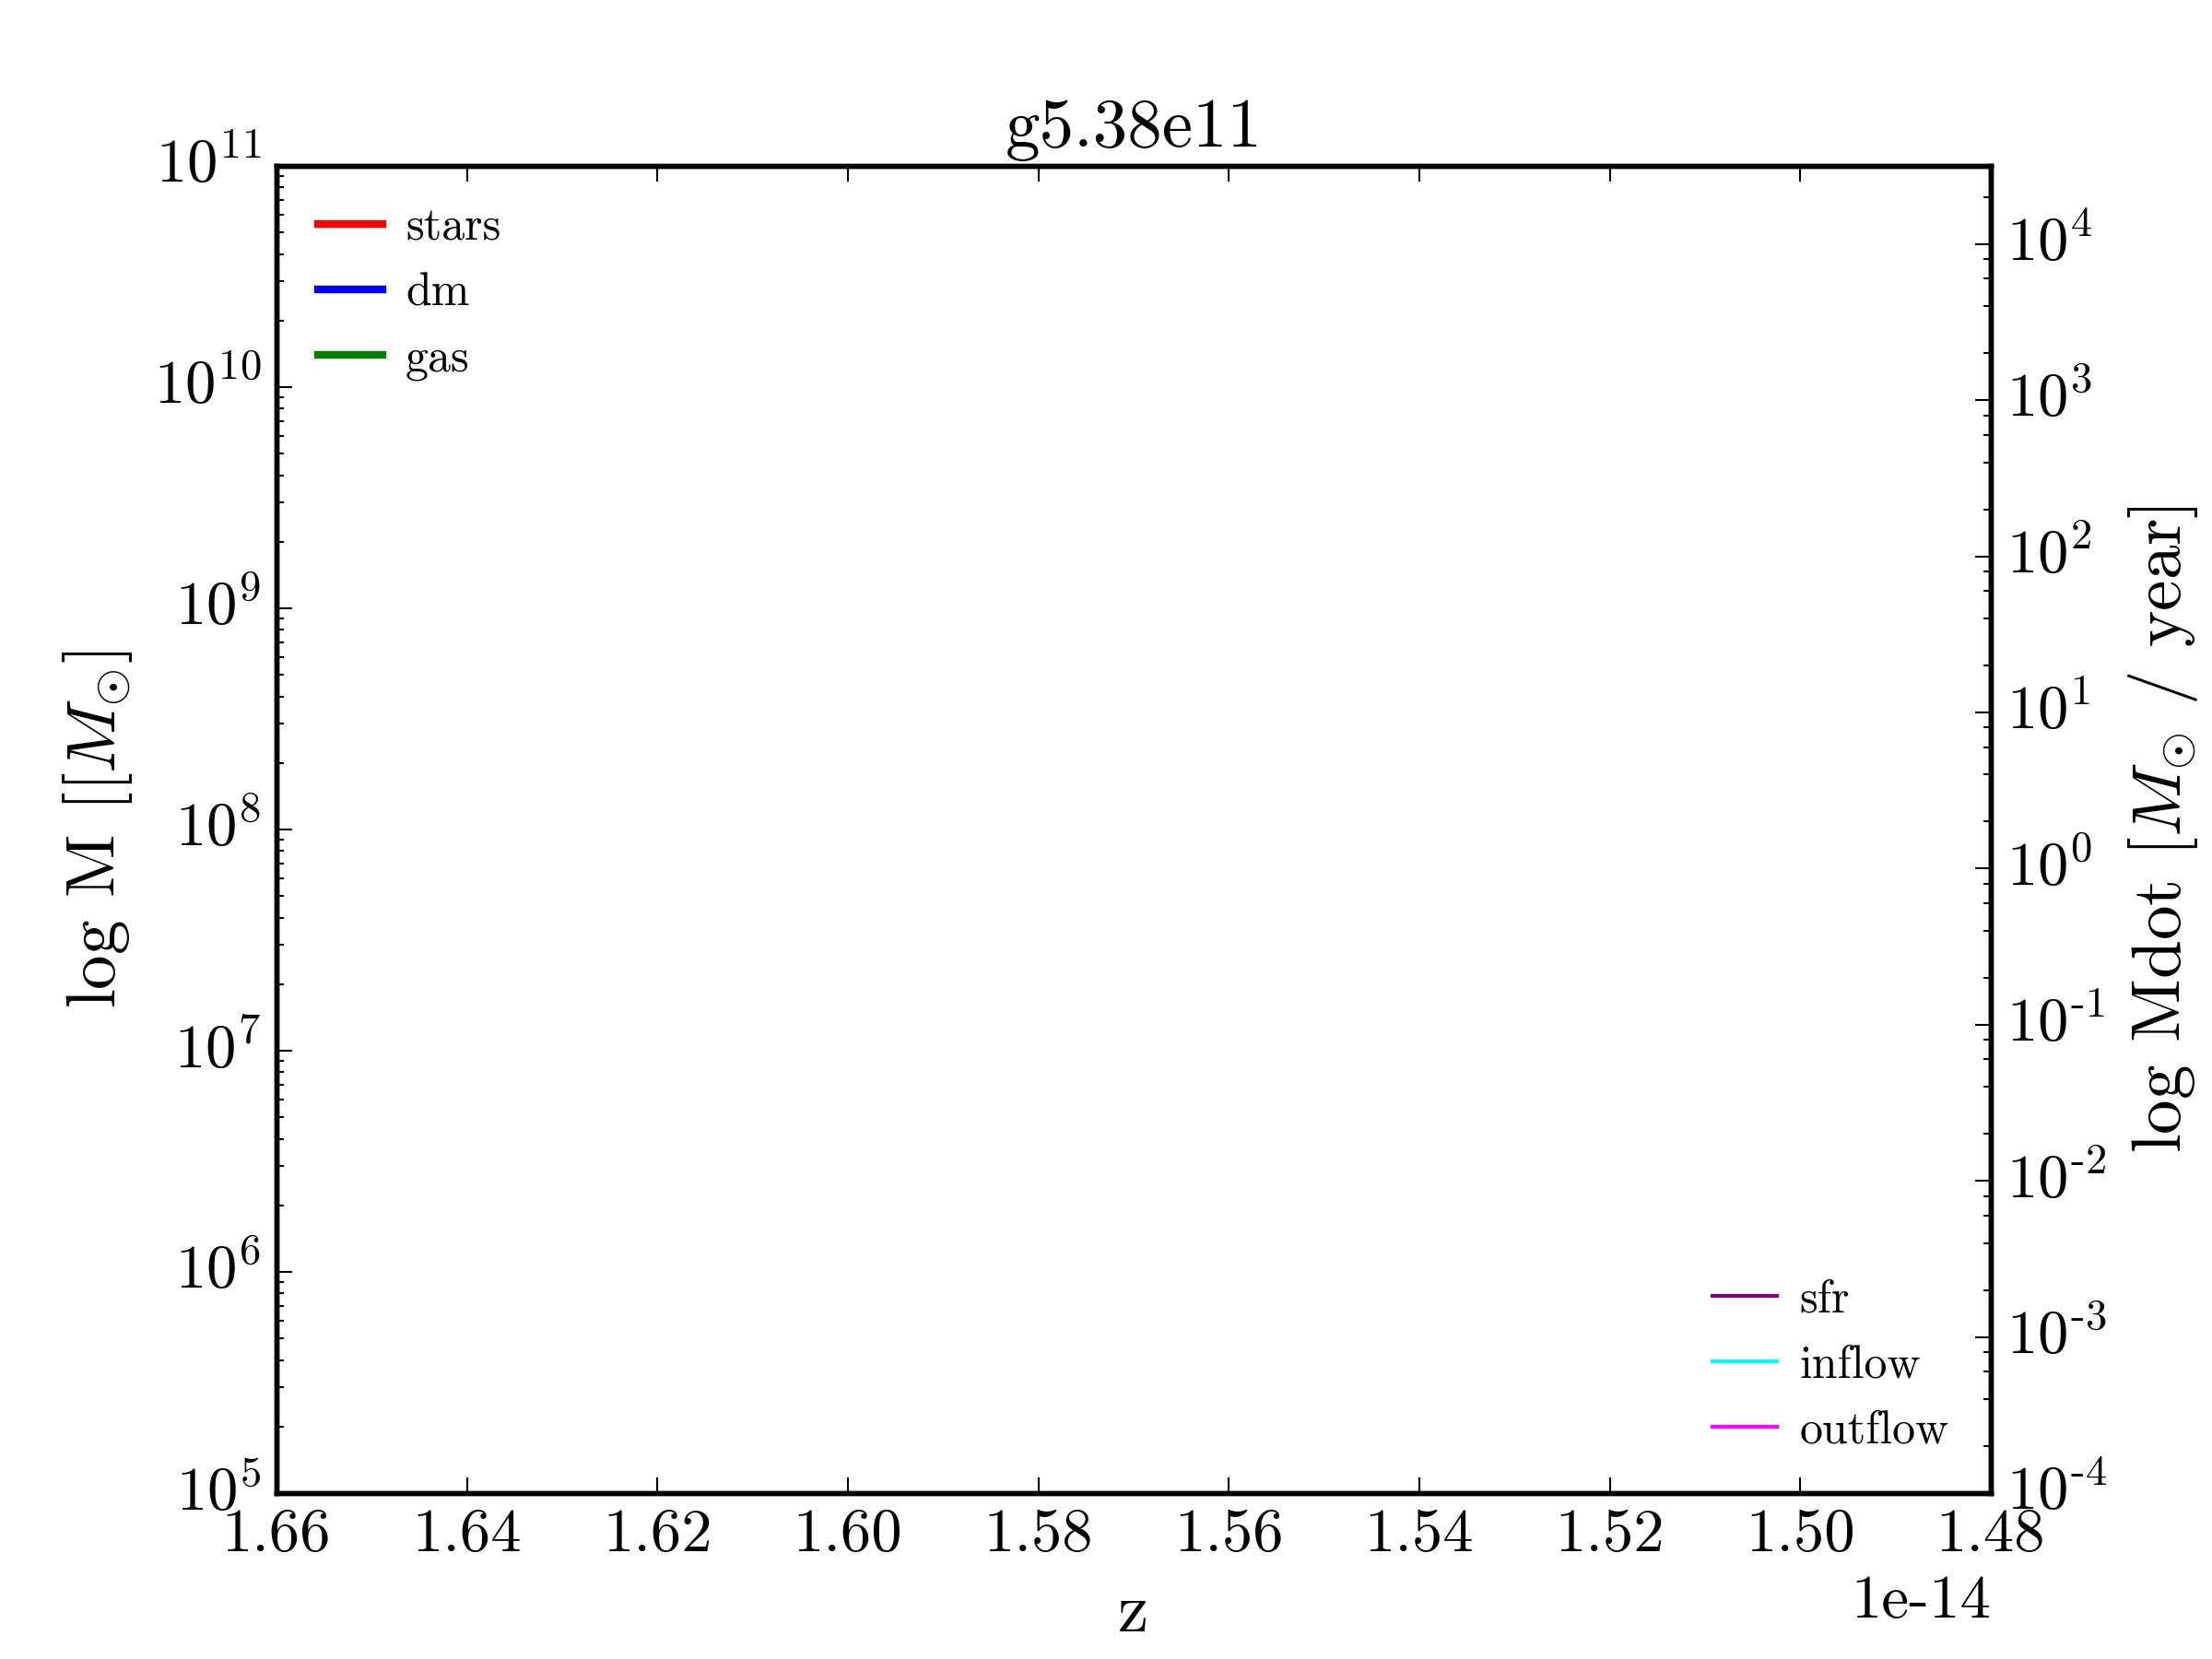 g5.38e11
10^11
10^10
10^9
10^8
10^7
10^6
10^5
log M [[M⊙]
stars
dm
gas
10^4
10^3
10^2
10^1
10^0
10^-1
10^-2
10^-3
10^-4
log Mdot [M⊙ / year]
sfr
inflow
outflow
1.66 1.64 1.62 1.60 1.58 1.56 1.54 1.52 1.50 1.48
1e-14
z